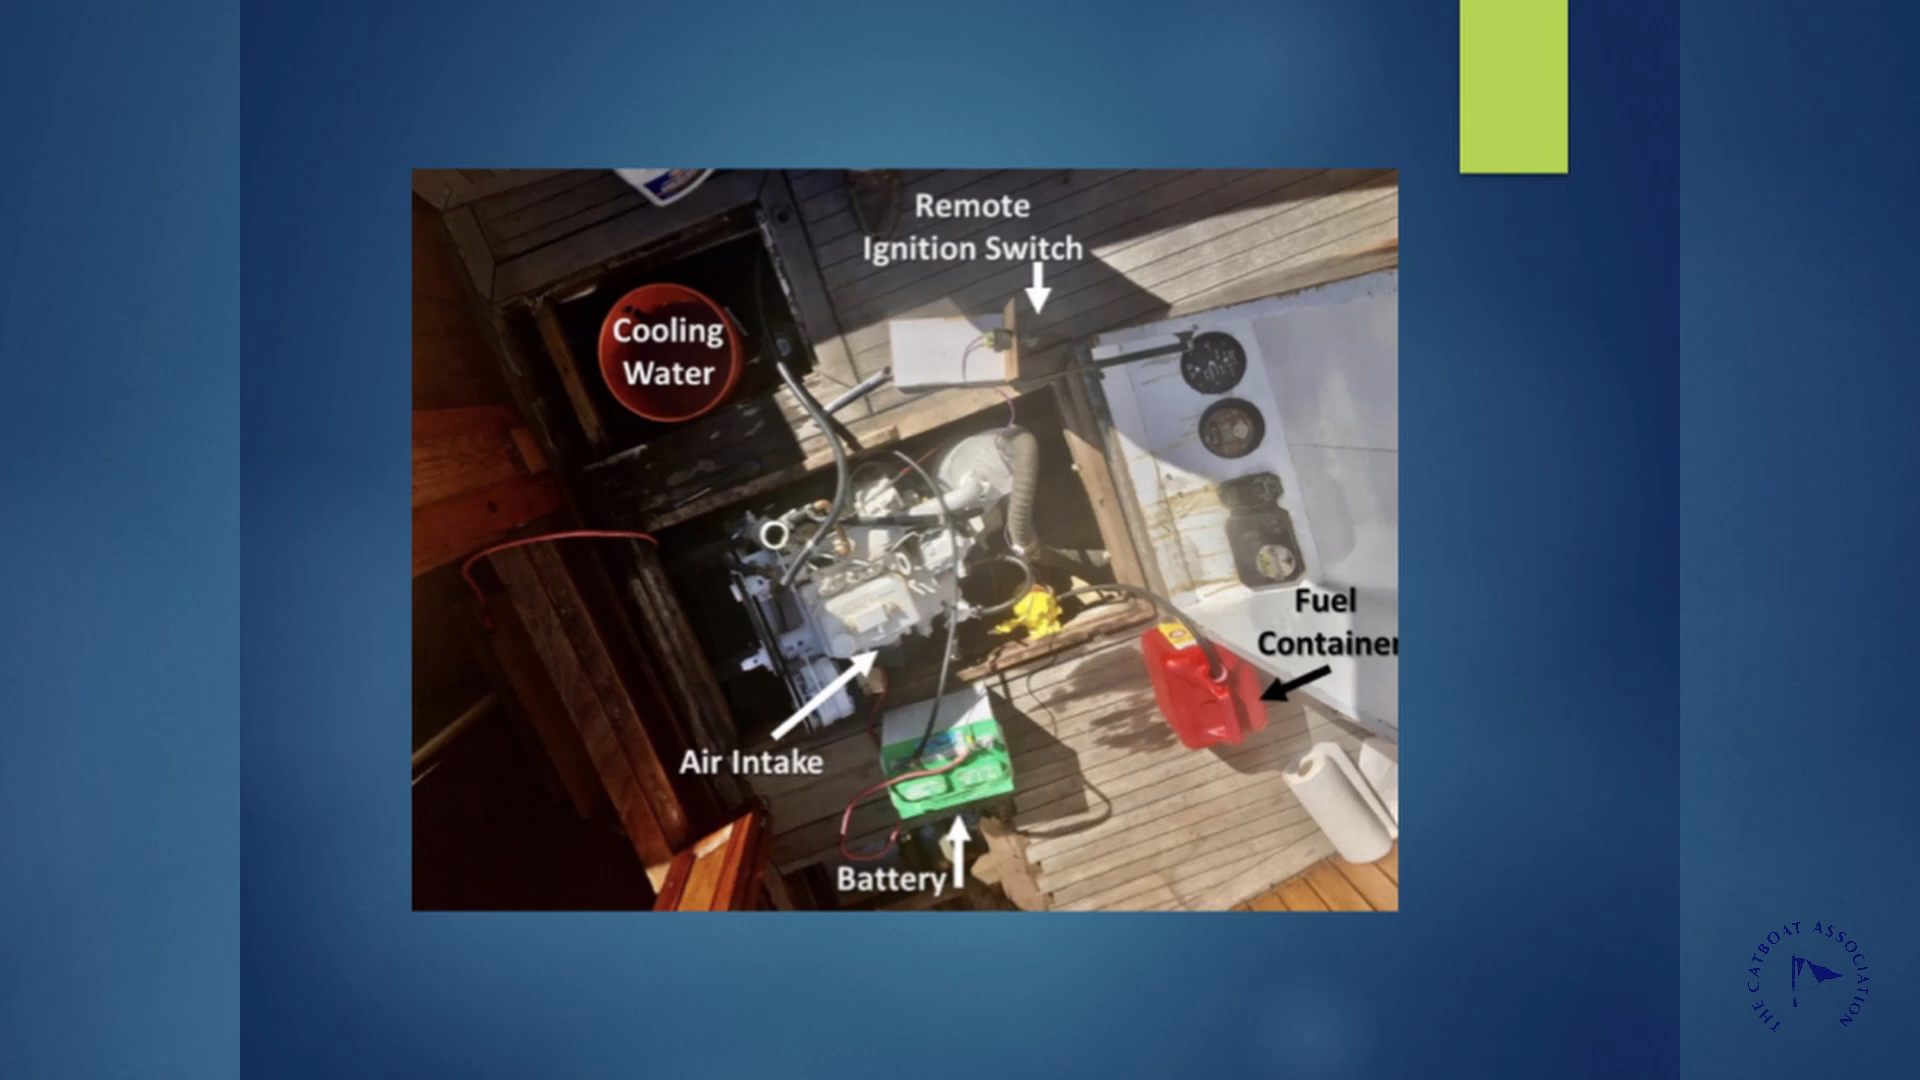 Remote
Ignition Switch
Cooling
Water
Fuel
Container
Air Intake
Battery
THE CATBOAT ASSOCIATION